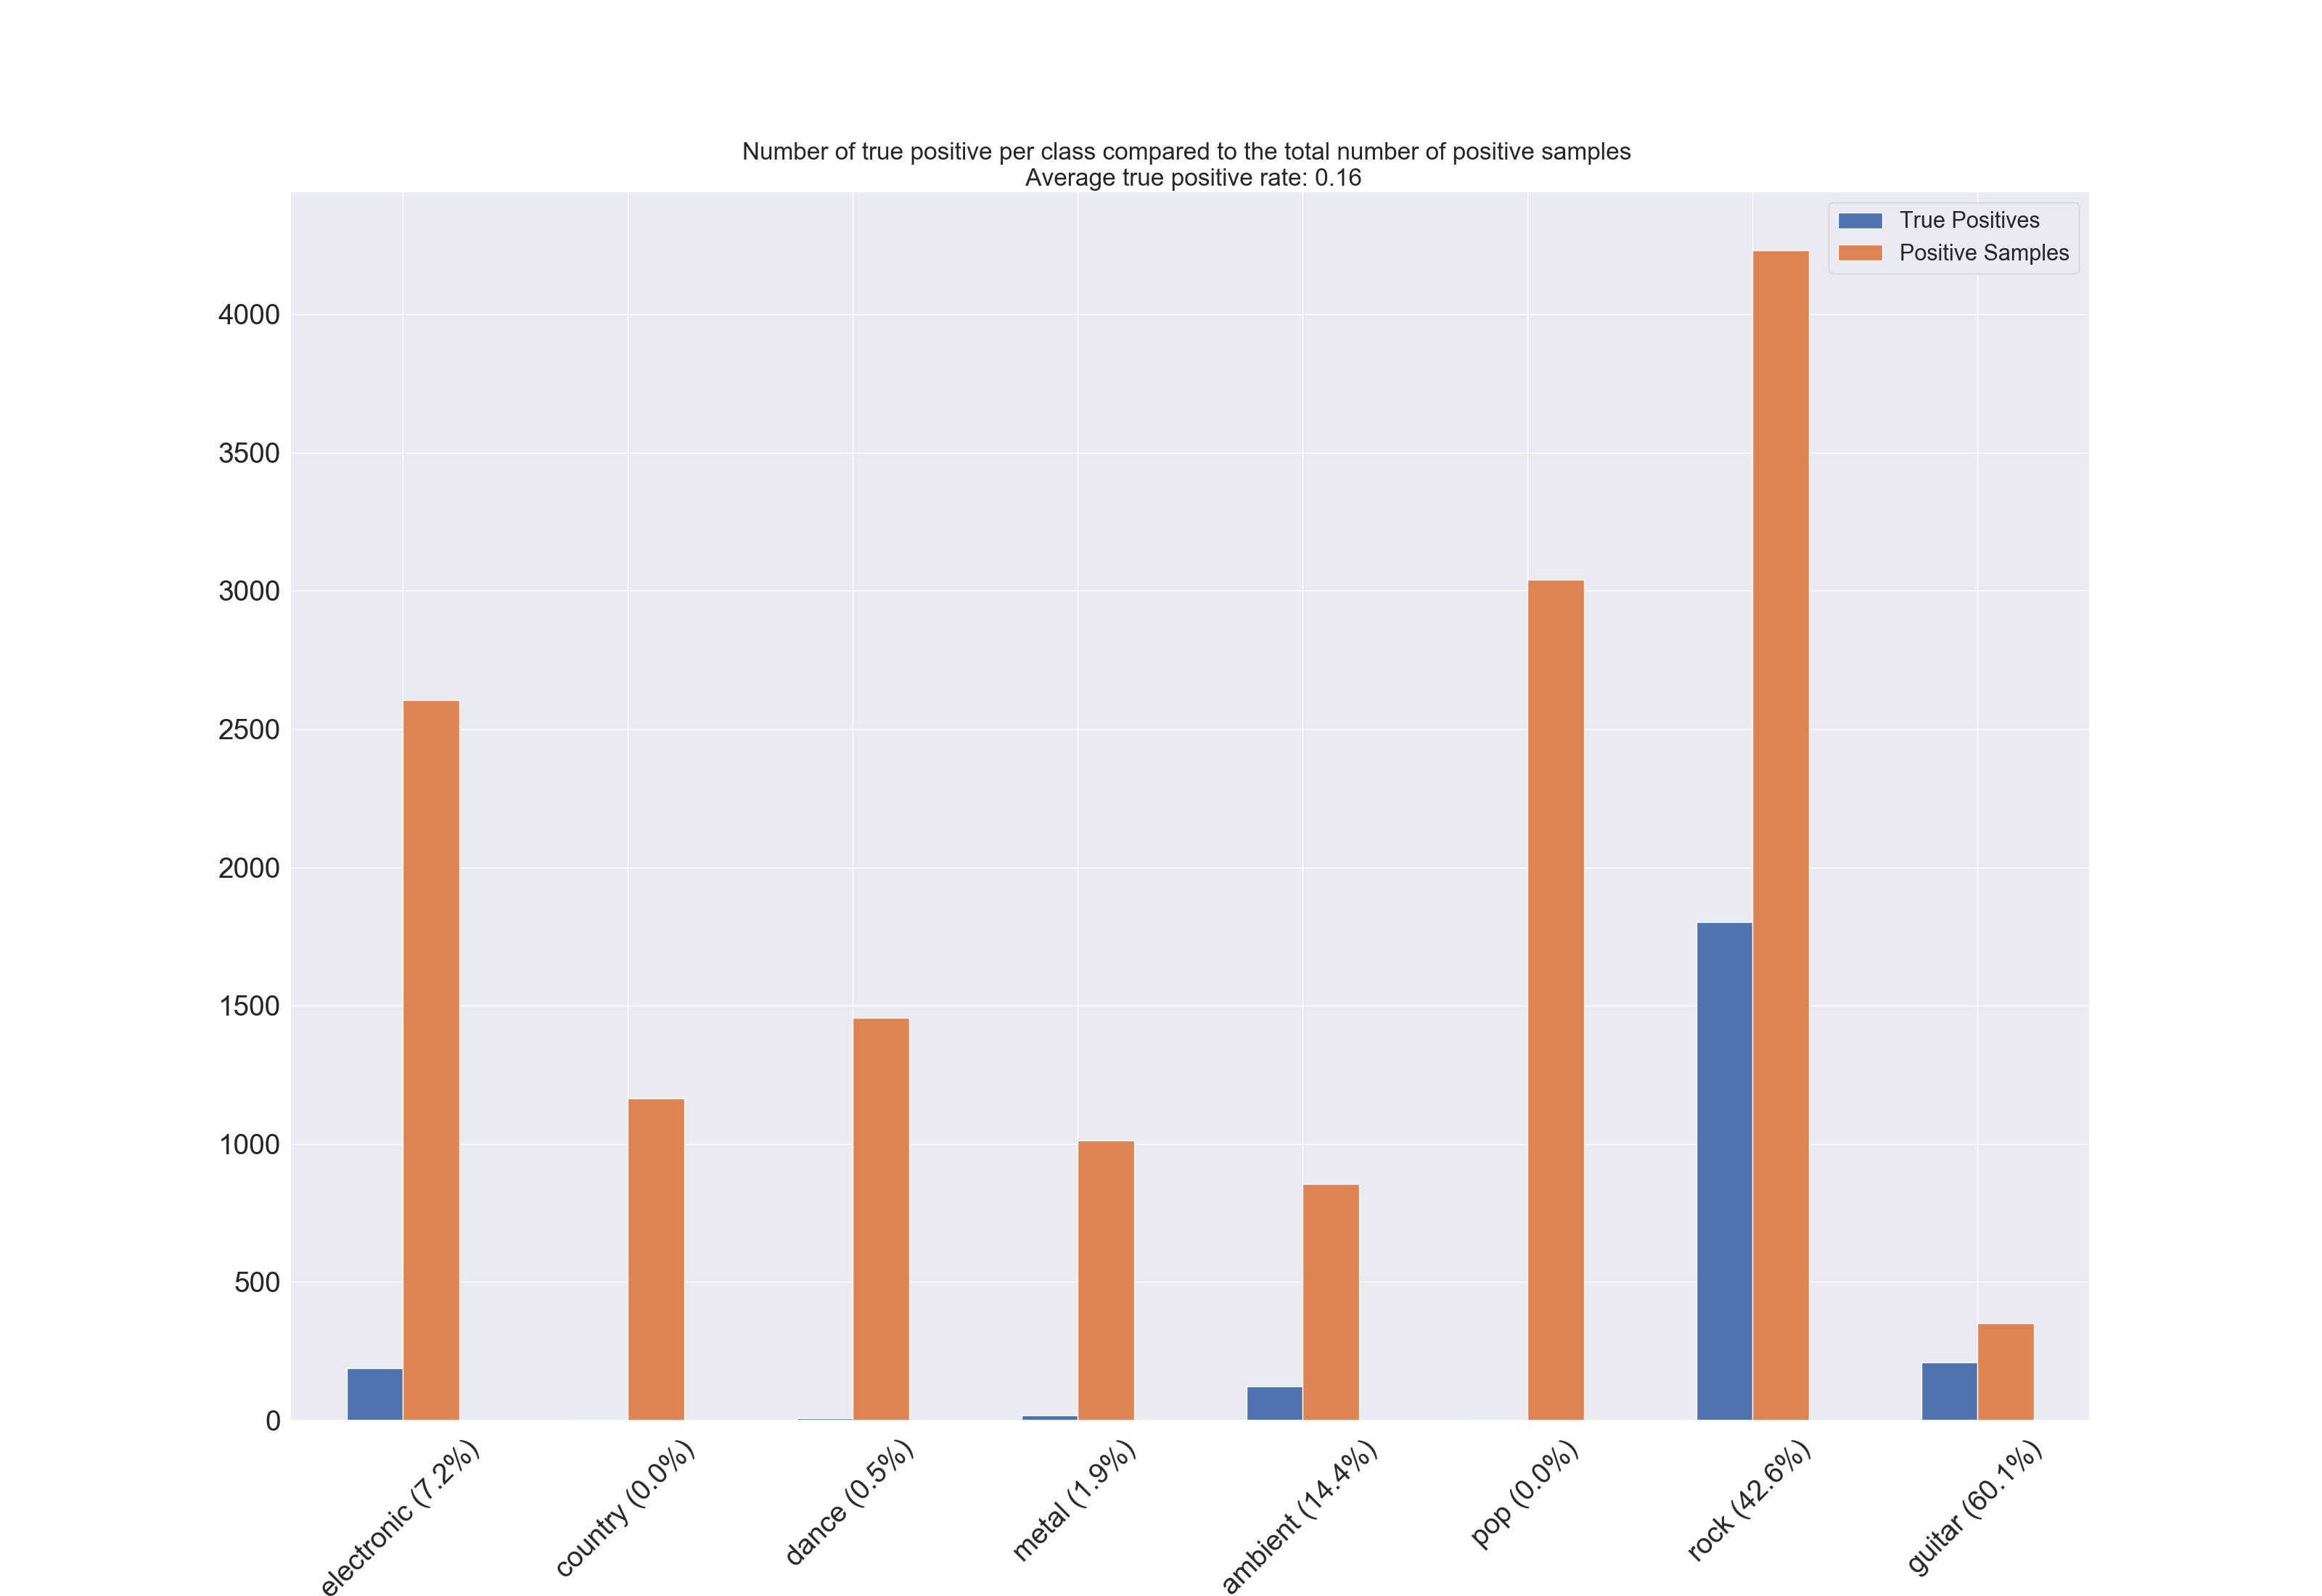 Number of true positive per class compared to the total number of positive samples
Average true positive rate: 0.16
True Positives
Positive Samples
4000
3500
3000
2500
2000
1500
1000
500
0
electronic (7.2%)
country (0.0%)
dance (0.5%)
metal (1.9%)
ambient (14.4%)
pop (0.0%)
rock (42.6%)
guitar (60.1%)